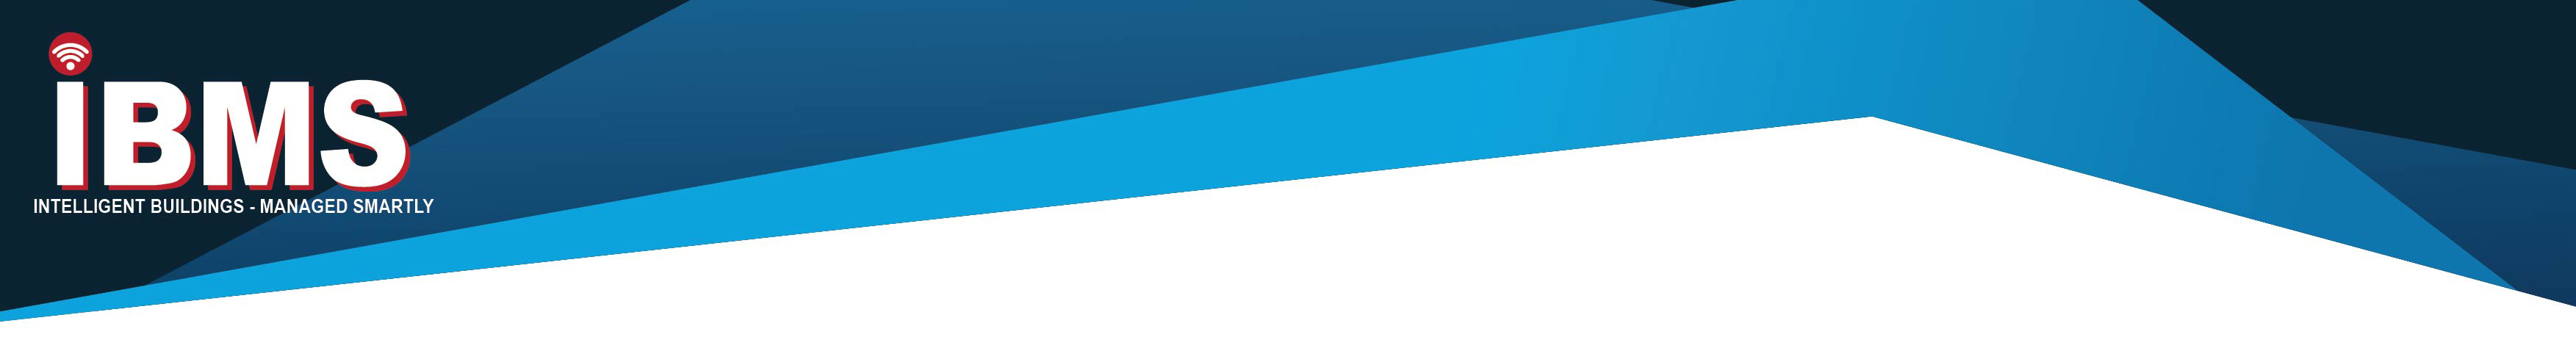 iBMS
INTELLIGENT BUILDINGS - MANAGED SMARTLY